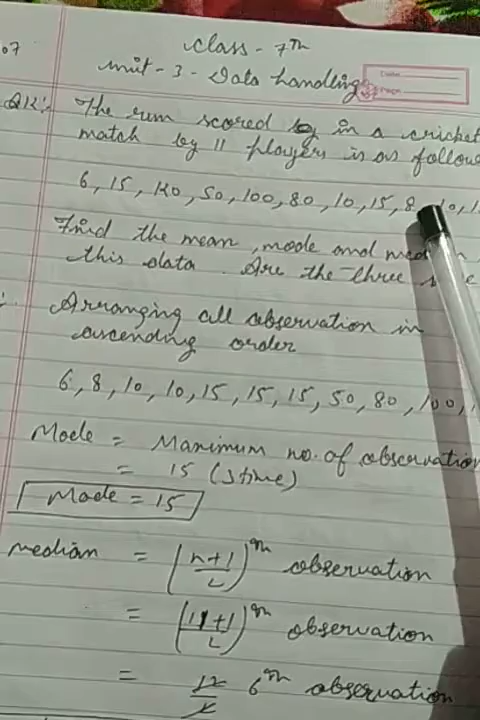 07
Class - 7th
Unit - 3 - Data handling
Date
Page
The run scored by in a cricket
match by 11 players is as follow
6, 15, 120, 50, 100, 80, 10, 15, 8, 10, 1
Find the mean, mode and med
this data. Are the three s e
Arranging all observation in
ascending order
6, 8, 10, 10, 15, 15, 15, 50, 80, 100,
Mode = Maximum no. of observation
= 15 (3 time)
Mode = 15
median = (n+1/2)th observation
= (11+1/2)th observation
= 12/2 6th observation